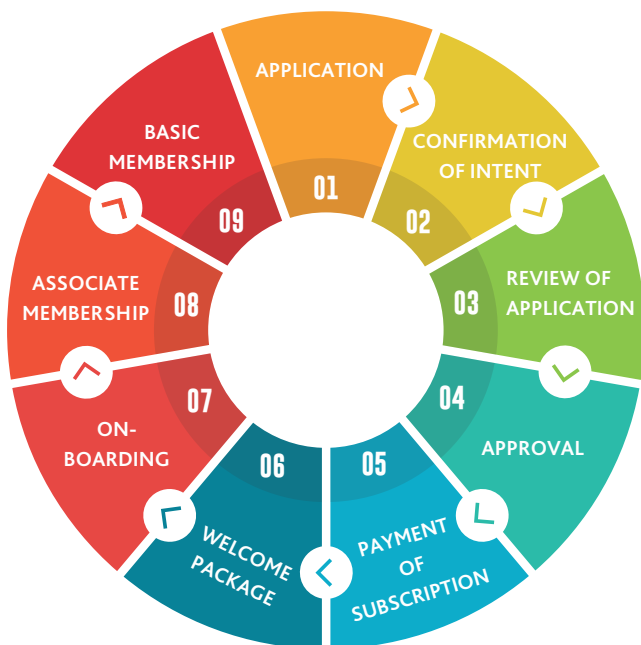 APPLICATION
01
CONFIRMATION
OF INTENT
02
REVIEW OF
APPLICATION
03
APPROVAL
04
PAYMENT
OF
SUBSCRIPTION
05
WELCOME
PACKAGE
06
ON-
BOARDING
07
ASSOCIATE
MEMBERSHIP
08
BASIC
MEMBERSHIP
09